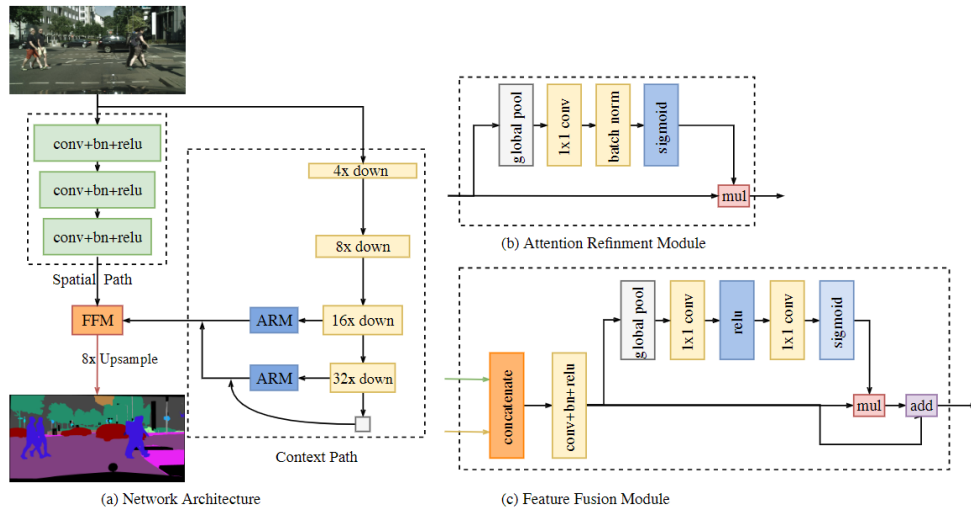 conv+bn+relu
conv+bn+relu
conv+bn+relu
Spatial Path
4x down
8x down
16x down
32x down
ARM
ARM
FFM
8x Upsample
Context Path
(a) Network Architecture
global pool
1x1 conv
batch norm
sigmoid
mul
(b) Attention Refinment Module
global pool
1x1 conv
relu
1x1 conv
sigmoid
concatenate
conv+bn+relu
mul
add
(c) Feature Fusion Module